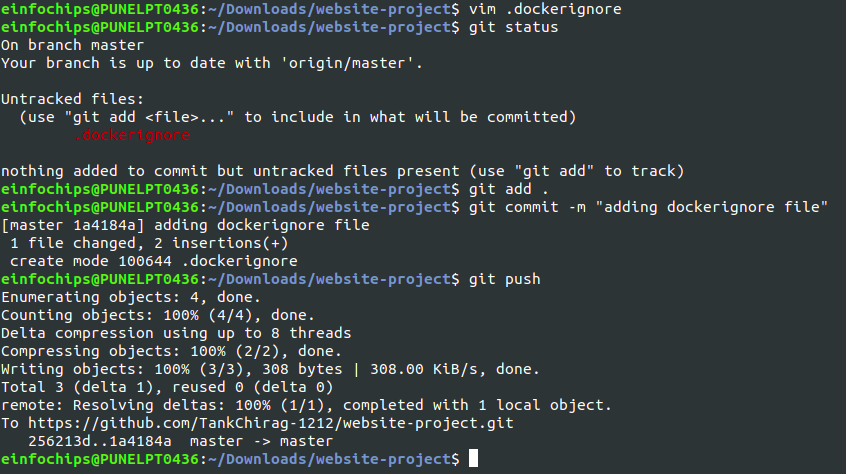 einfochips@PUNELPT0436:~/Downloads/website-project$ vim .dockerignore
einfochips@PUNELPT0436:~/Downloads/website-project$ git status
On branch master
Your branch is up to date with 'origin/master'.
Untracked files:
  (use "git add <file>..." to include in what will be committed)
        .dockerignore
nothing added to commit but untracked files present (use "git add" to track)
einfochips@PUNELPT0436:~/Downloads/website-project$ git add .
einfochips@PUNELPT0436:~/Downloads/website-project$ git commit -m "adding dockerignore file"
[master 1a4184a] adding dockerignore file
 1 file changed, 2 insertions(+)
 create mode 100644 .dockerignore
einfochips@PUNELPT0436:~/Downloads/website-project$ git push
Enumerating objects: 4, done.
Counting objects: 100% (4/4), done.
Delta compression using up to 8 threads
Compressing objects: 100% (2/2), done.
Writing objects: 100% (3/3), 308 bytes | 308.00 KiB/s, done.
Total 3 (delta 1), reused 0 (delta 0)
remote: Resolving deltas: 100% (1/1), completed with 1 local object.
To https://github.com/TankChirag-1212/website-project.git
   256213d..1a4184a  master -> master
einfochips@PUNELPT0436:~/Downloads/website-project$